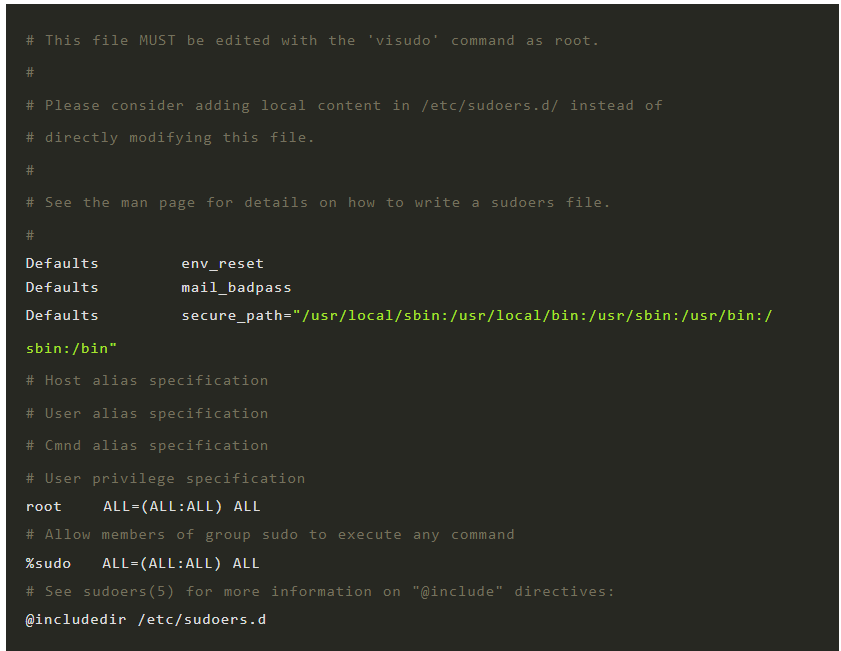 # This file MUST be edited with the 'visudo' command as root.
#
# Please consider adding local content in /etc/sudoers.d/ instead of
# directly modifying this file.
#
# See the man page for details on how to write a sudoers file.
#
Defaults env_reset
Defaults mail_badpass
Defaults secure_path="/usr/local/sbin:/usr/local/bin:/usr/sbin:/usr/bin:/
sbin:/bin"
# Host alias specification
# User alias specification
# Cmnd alias specification
# User privilege specification
root ALL=(ALL:ALL) ALL
# Allow members of group sudo to execute any command
%sudo ALL=(ALL:ALL) ALL
# See sudoers(5) for more information on "@include" directives:
@includedir /etc/sudoers.d